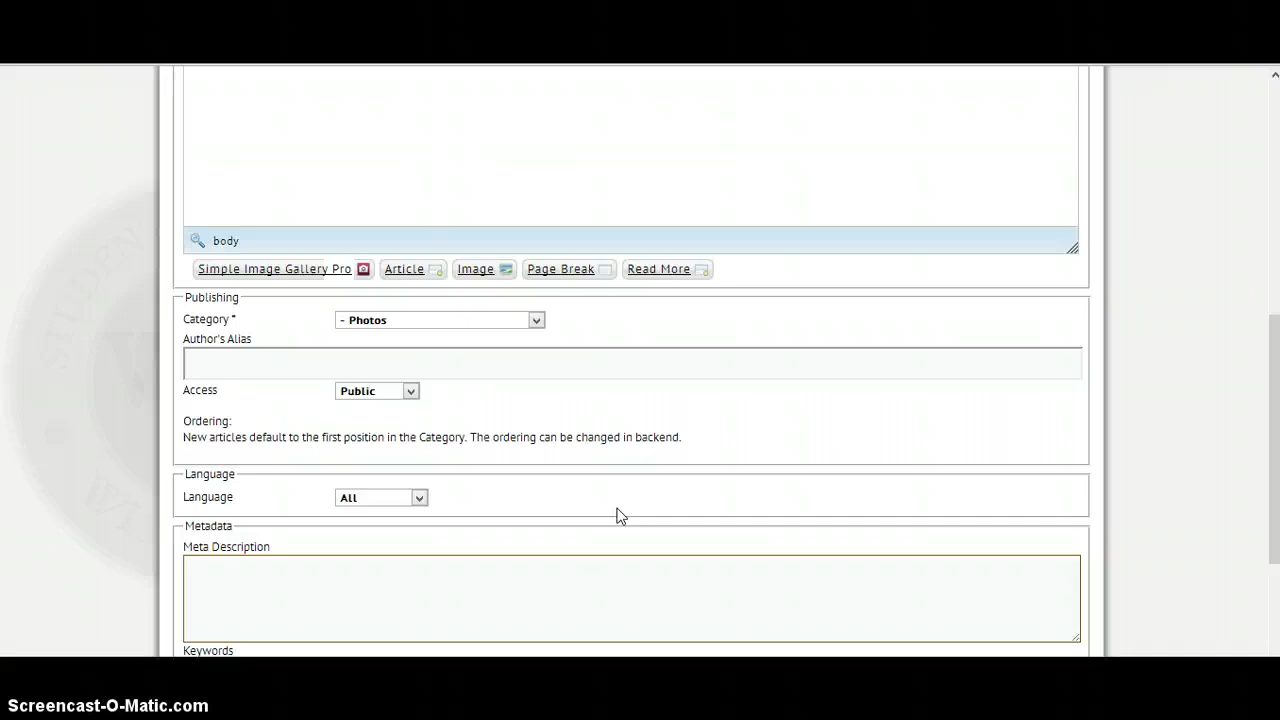 body
Simple Image Gallery Pro Article Image Page Break Read More
Publishing
Category * - Photos
Author's Alias
Access Public
Ordering:
New articles default to the first position in the Category. The ordering can be changed in backend.
Language
Language All
Metadata
Meta Description
Keywords
Screencast-O-Matic.com